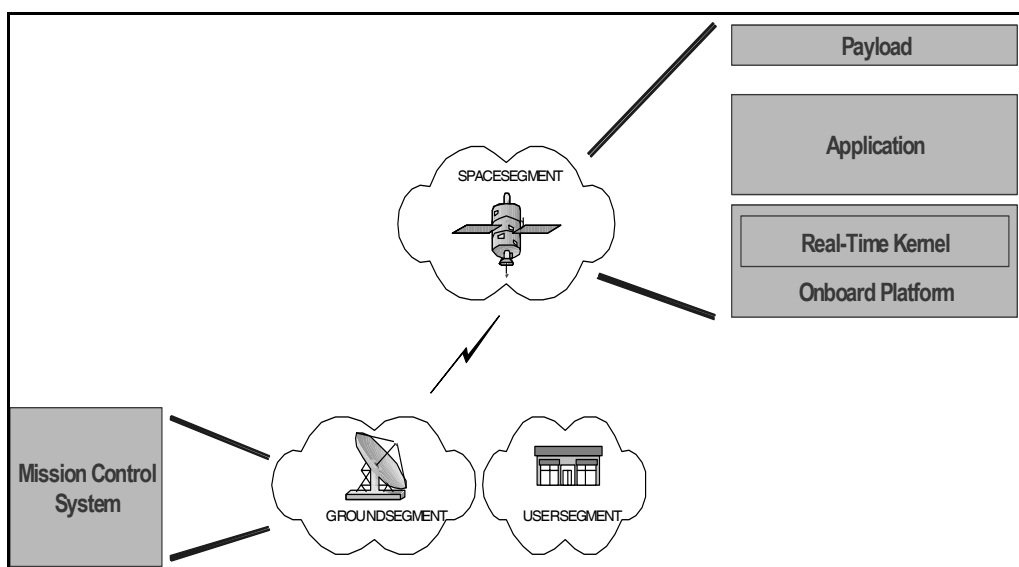 Payload
Application
SPACESEGMENT
Real-Time Kernel
Onboard Platform
Mission Control
System
GROUNDSEGMENT
USERSEGMENT